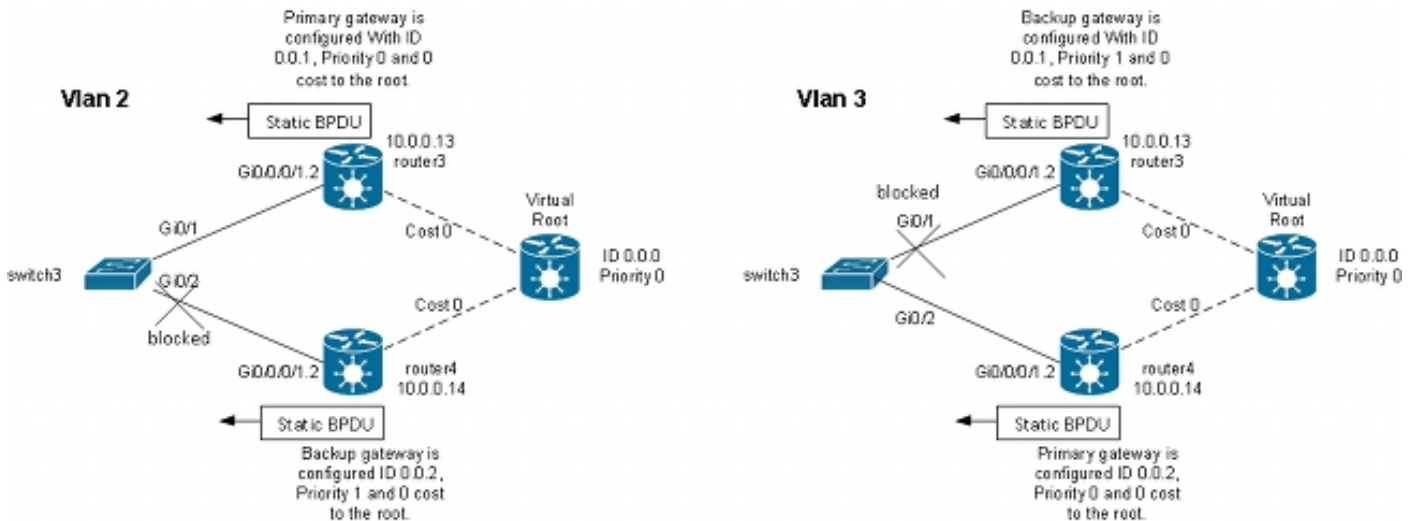 Primary gateway is
configured With ID
0.0.1, Priority 0 and 0
cost to the root.
Vlan 2
Static BPDU
10.0.0.13
router3
Gi0/0/0/1.2
Gi0/1
Cost 0
Virtual
Root
ID 0.0.0
Priority 0
switch3
Gi0/2
blocked
Cost 0
Gi0/0/0/1.2
router4
10.0.0.14
Static BPDU
Backup gateway is
configured ID 0.0.2,
Priority 1 and 0 cost
to the root.
Backup gateway is
configured With ID
0.0.1, Priority 1 and 0
cost to the root.
Vlan 3
Static BPDU
10.0.0.13
router3
Gi0/0/0/1.2
blocked
Gi0/1
Cost 0
Virtual
Root
ID 0.0.0
Priority 0
switch3
Gi0/2
Cost 0
Gi0/0/0/1.2
router4
10.0.0.14
Static BPDU
Primary gateway is
configured ID 0.0.2,
Priority 0 and 0 cost
to the root.